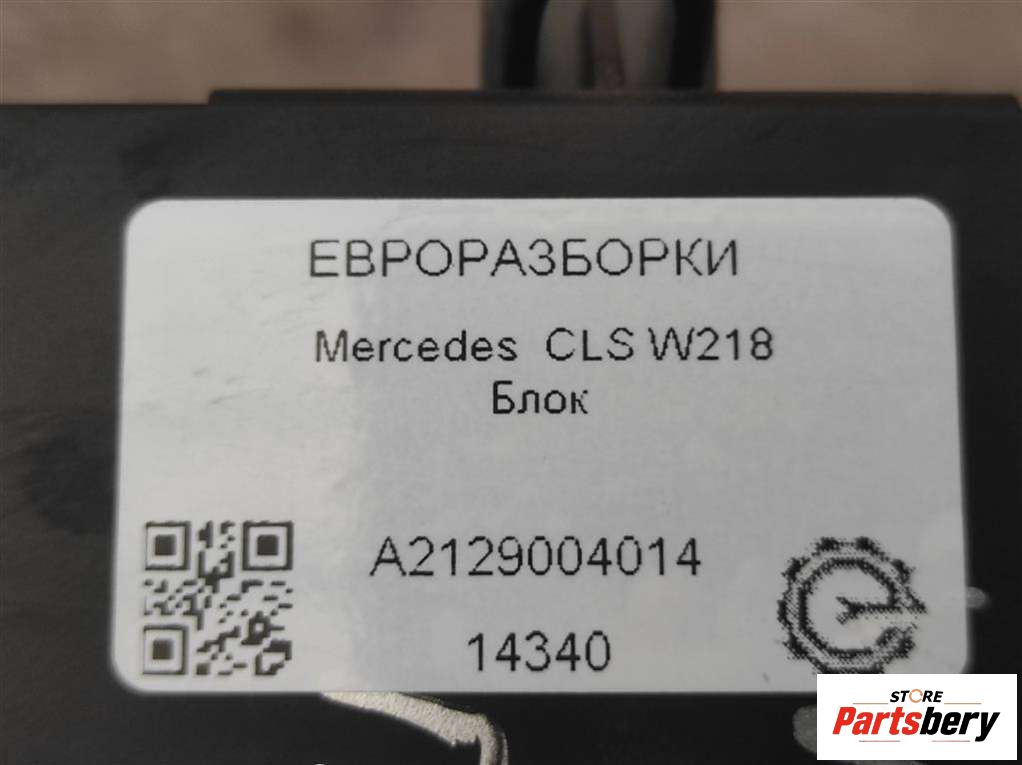 ЕВРОРАЗБОРКИ
Mercedes CLS W218
Блок
A2129004014
14340
STORE
Partsbery